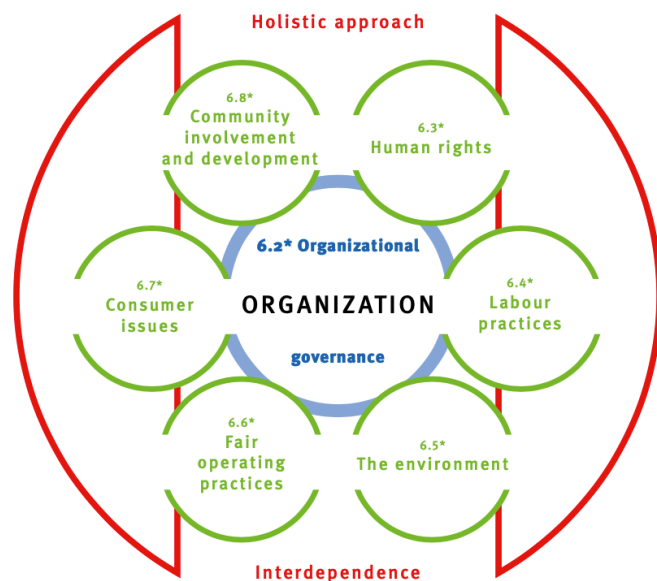 Holistic approach
6.8*
Community
involvement
and development
6.3*
Human rights
6.2* Organizational
6.7*
Consumer
issues
ORGANIZATION
6.4*
Labour
practices
governance
6.6*
Fair
operating
practices
6.5*
The environment
Interdependence